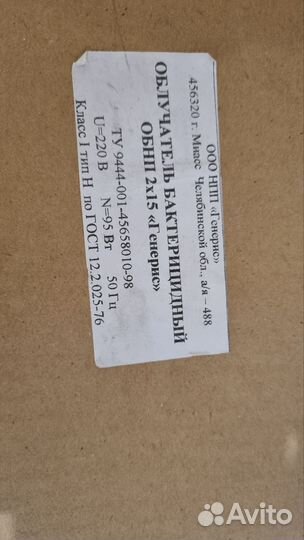 ООО НПП «Генерис»
456320 г. Миасс- Челябинской обл., а/я – 488
ОБЛУЧАТЕЛЬ БАКТЕРИЦИДНЫЙ
ОБНП 2х15 «Генерис»
ТУ 9444-001-45658010-98
U=220 В N=95 Вт 50 Гц
Класс I тип Н по ГОСТ 12.2.025-76
Avito